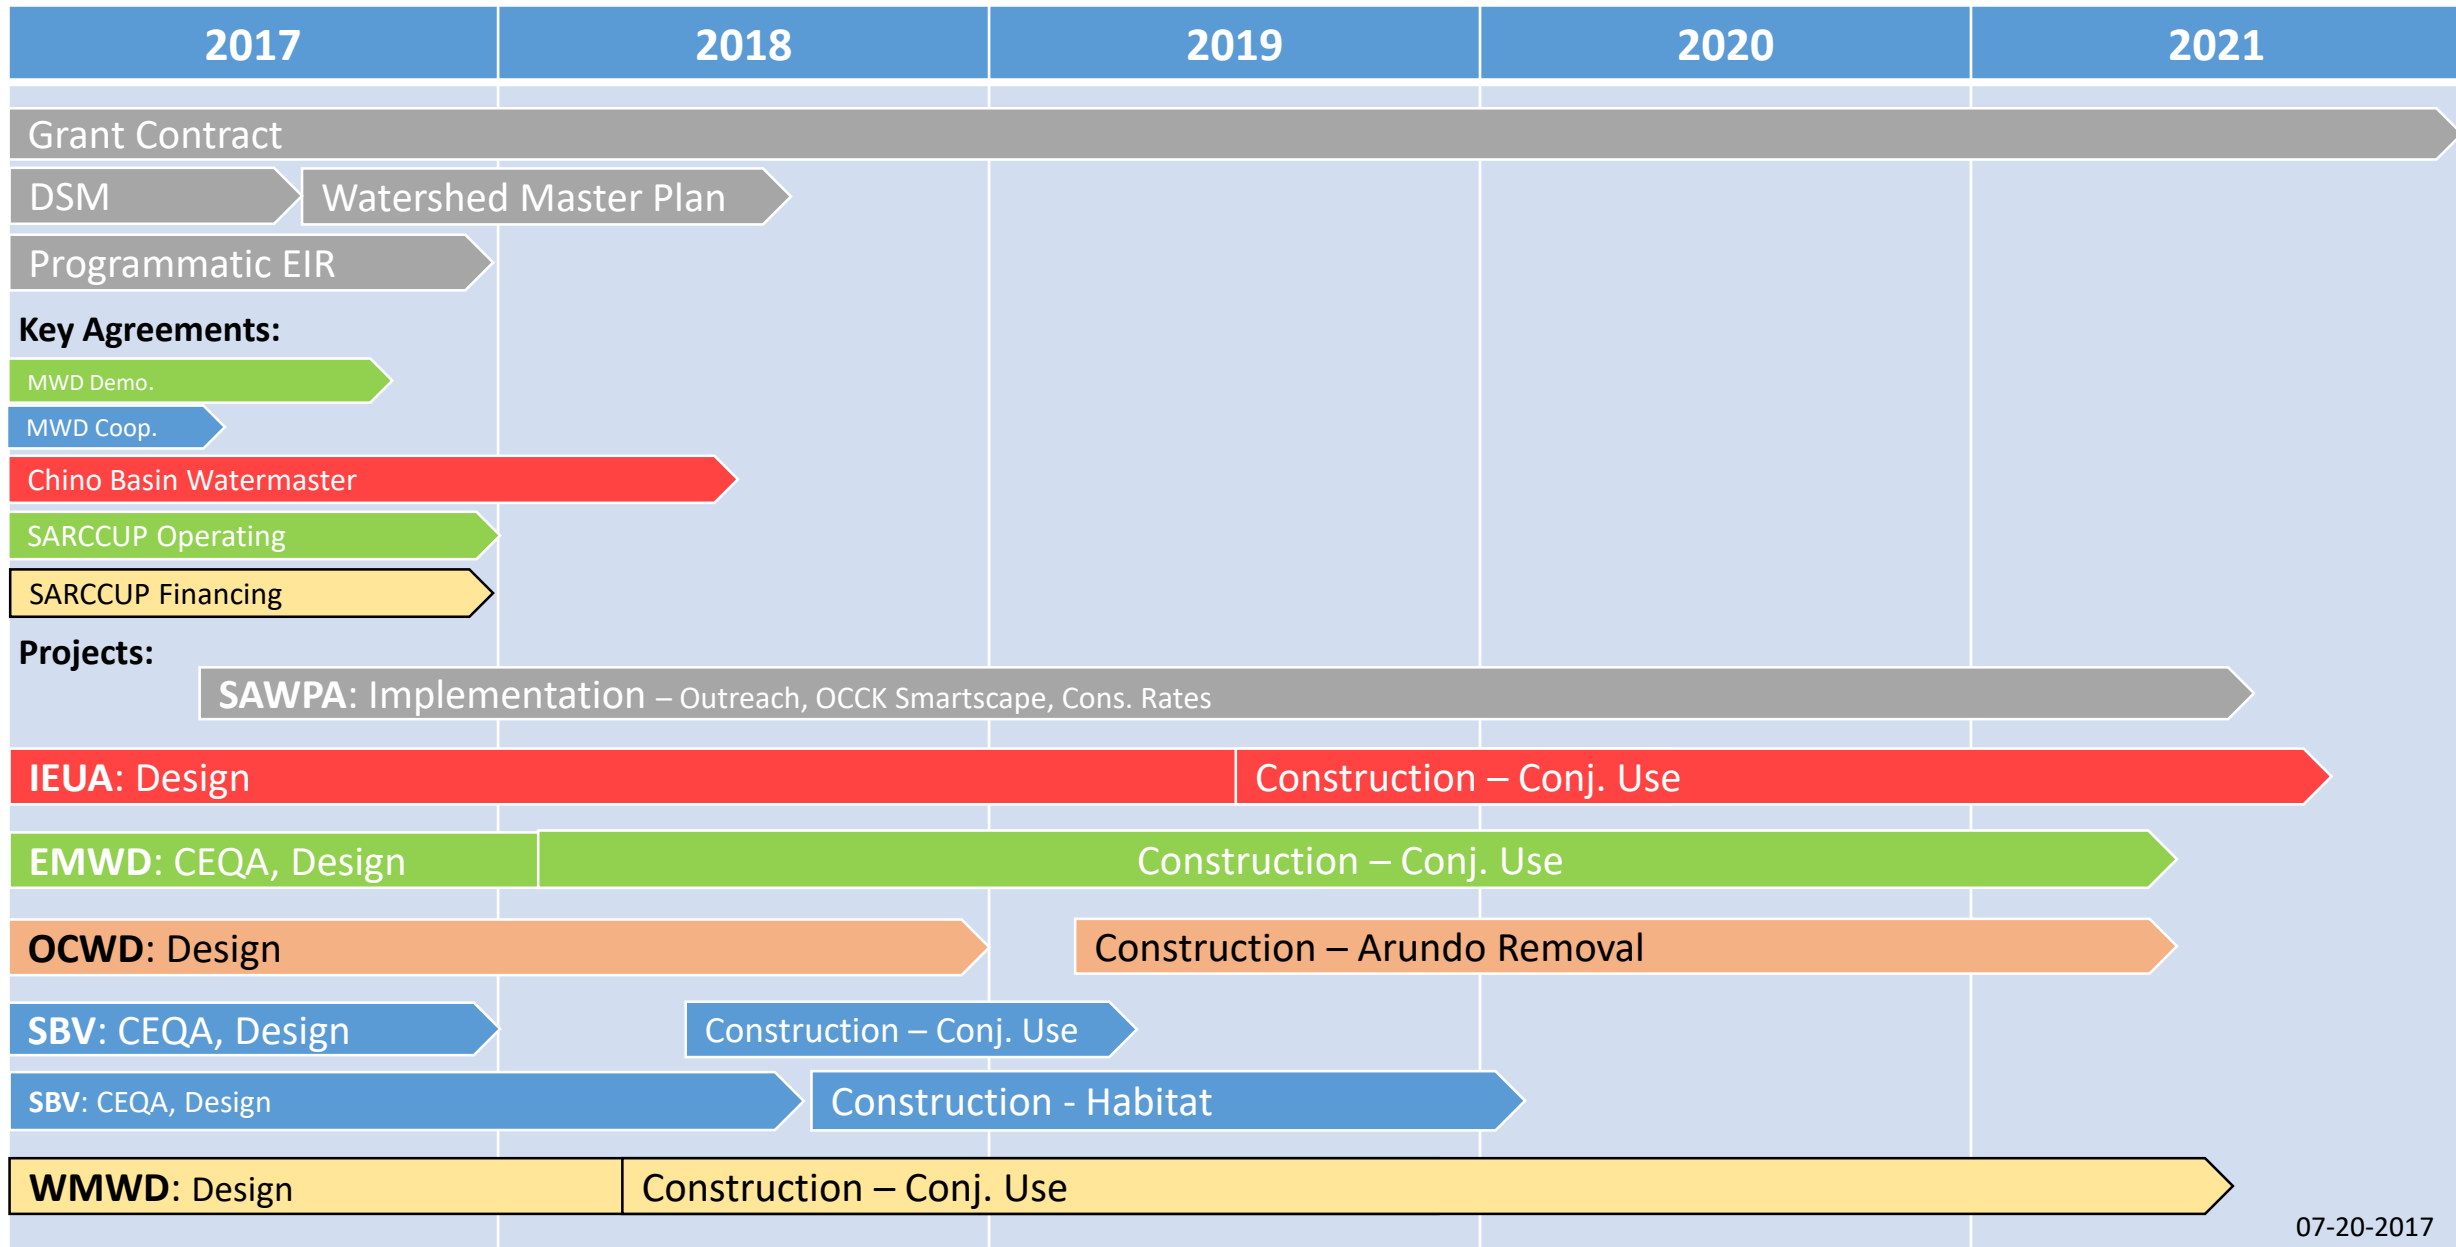 2017 2018 2019 2020 2021
Grant Contract
DSM Watershed Master Plan
Programmatic EIR
Key Agreements:
MWD Demo.
MWD Coop.
Chino Basin Watermaster
SARCCUP Operating
SARCCUP Financing
Projects:
SAWPA: Implementation – Outreach, OCCK Smartscape, Cons. Rates
IEUA: Design Construction – Conj. Use
EMWD: CEQA, Design Construction – Conj. Use
OCWD: Design Construction – Arundo Removal
SBV: CEQA, Design Construction – Conj. Use
SBV: CEQA, Design Construction - Habitat
WMWD: Design Construction – Conj. Use
07-20-2017